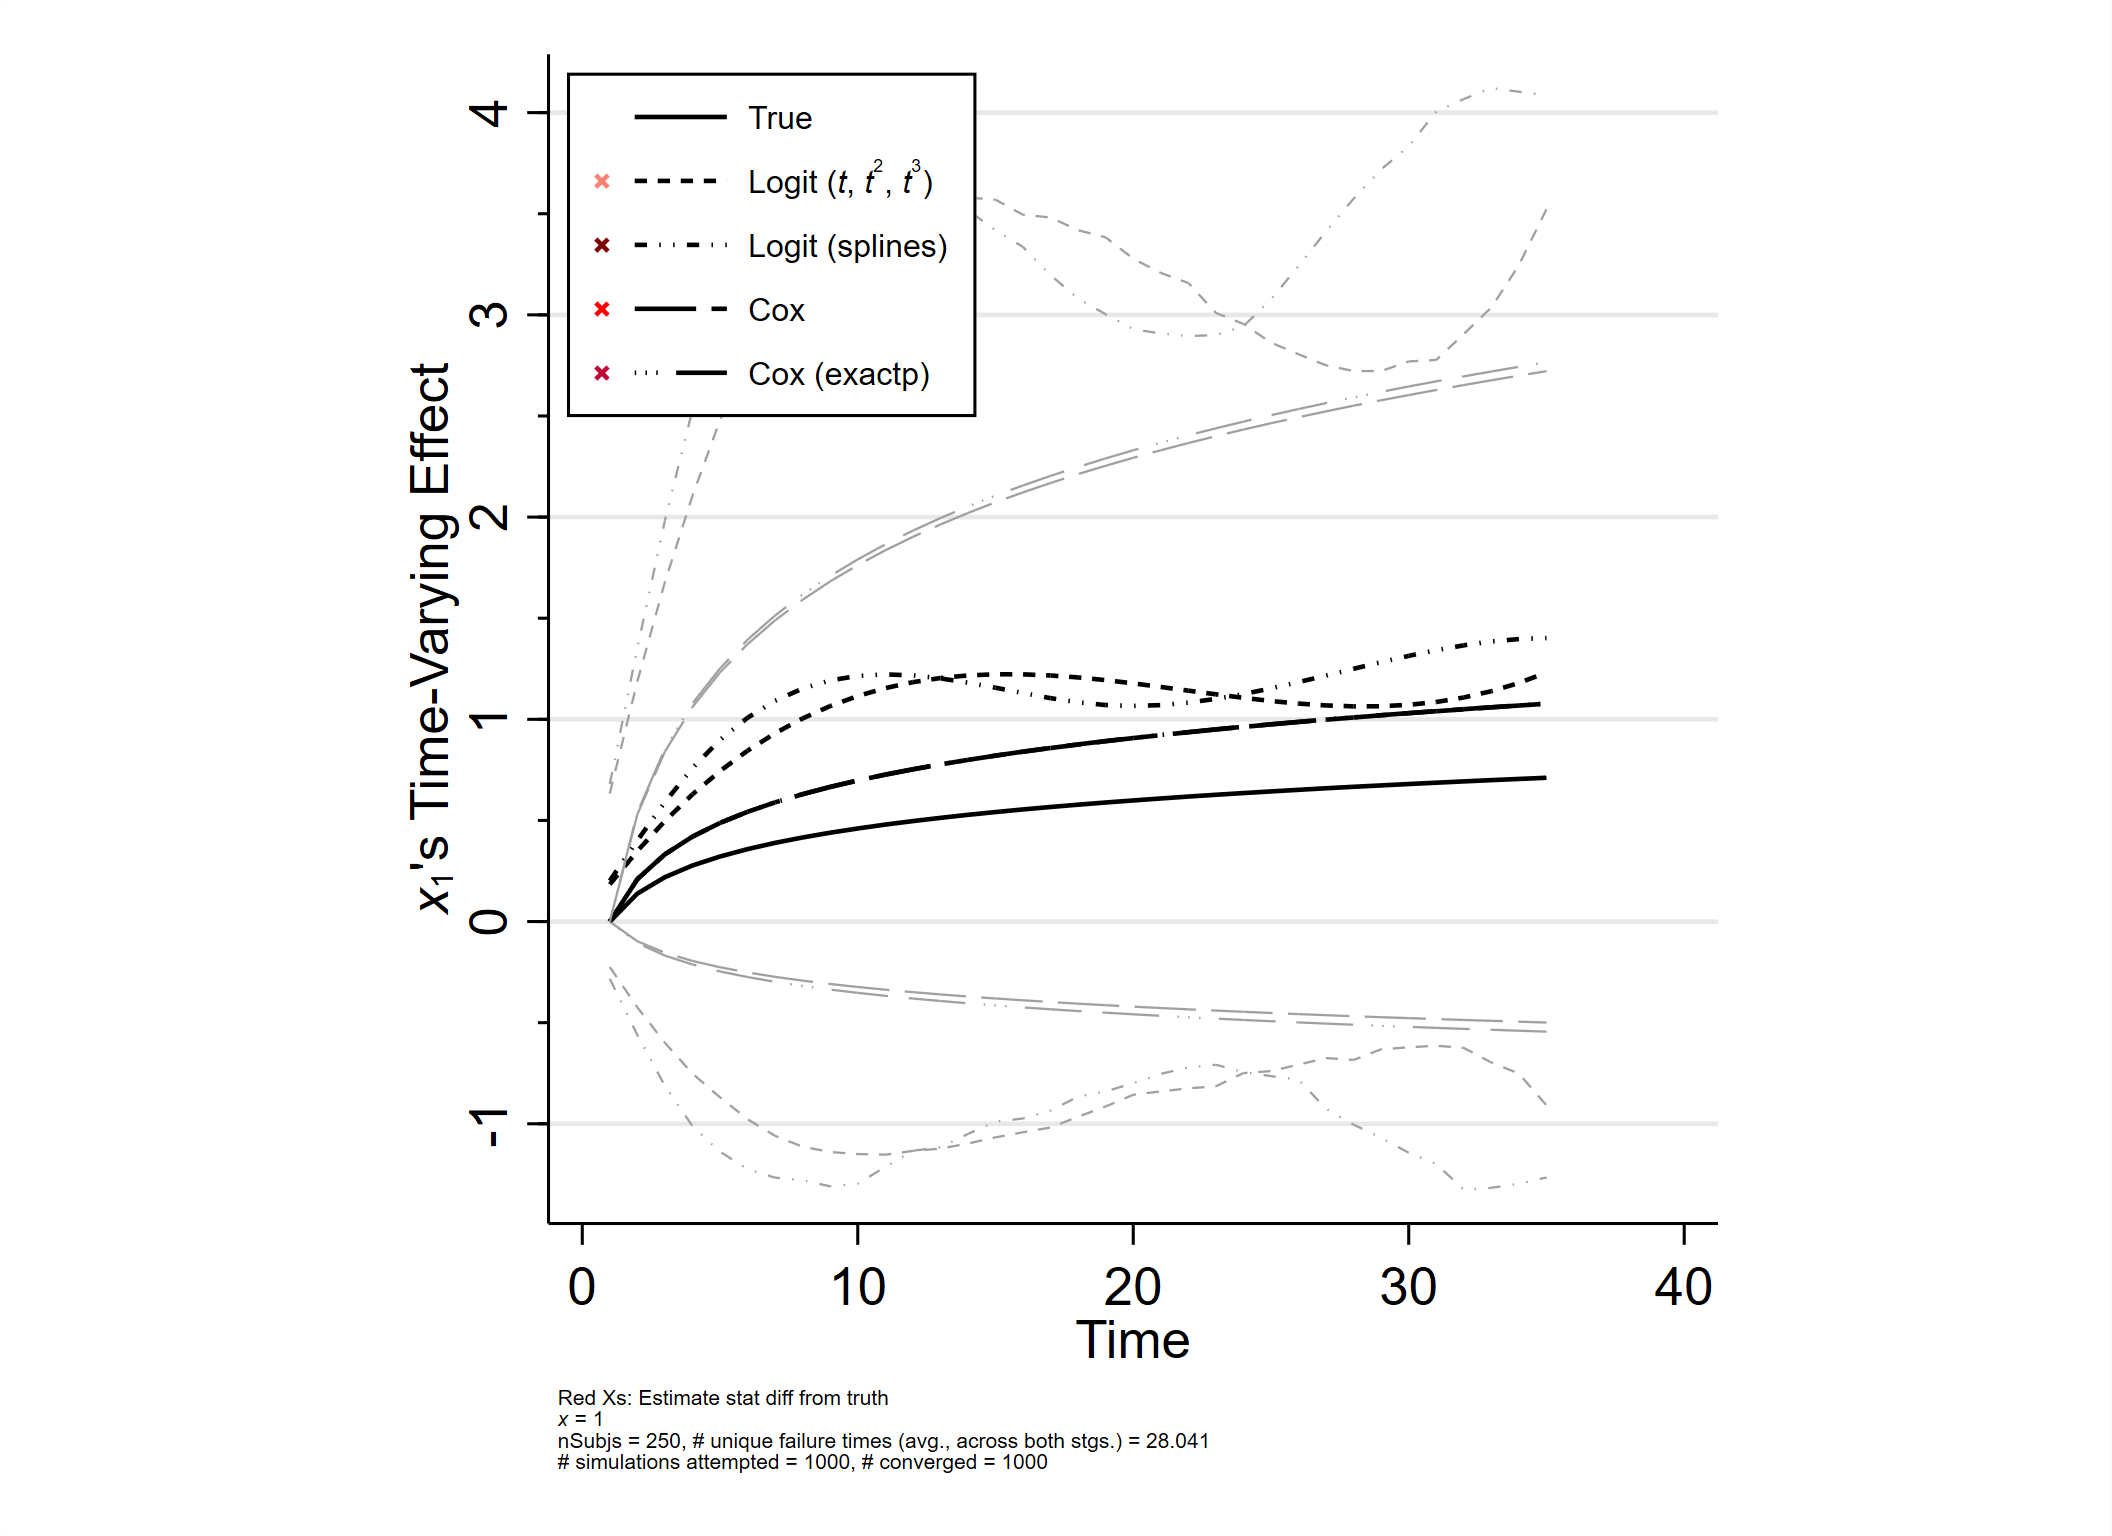 True
Logit (t, t², t³)
Logit (splines)
Cox
Cox (exactp)
x₁'s Time-Varying Effect
4
3
2
1
0
-1
0 10 20 30 40
Time
Red Xs: Estimate stat diff from truth
x = 1
nSubjs = 250, # unique failure times (avg., across both stgs.) = 28.041
# simulations attempted = 1000, # converged = 1000